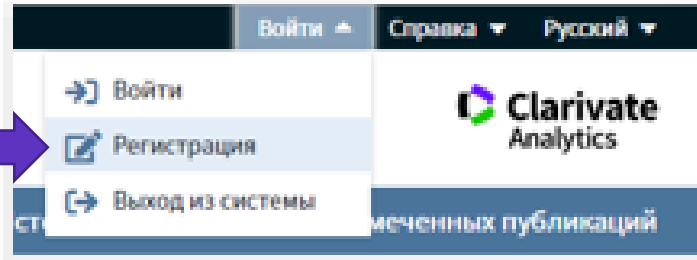 Войти Справка Русский
Войти
Clarivate
Analytics
Регистрация
Выход из системы
меченных публикаций